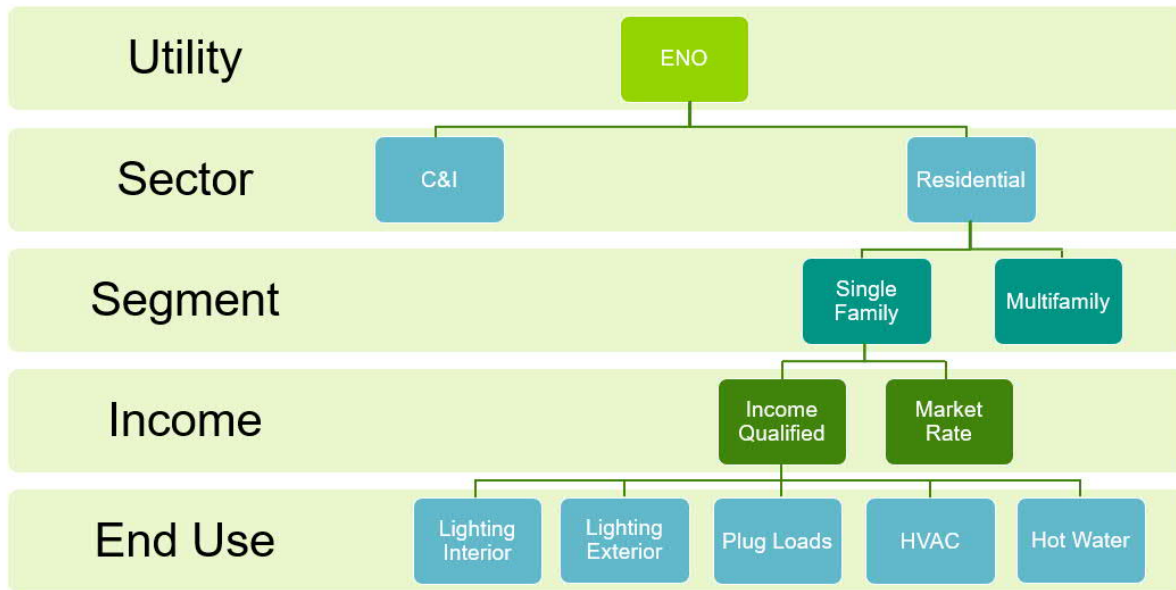 Utility
ENO
Sector
C&I
Residential
Segment
Single
Family
Multifamily
Income
Income
Qualified
Market
Rate
End Use
Lighting
Interior
Lighting
Exterior
Plug Loads
HVAC
Hot Water